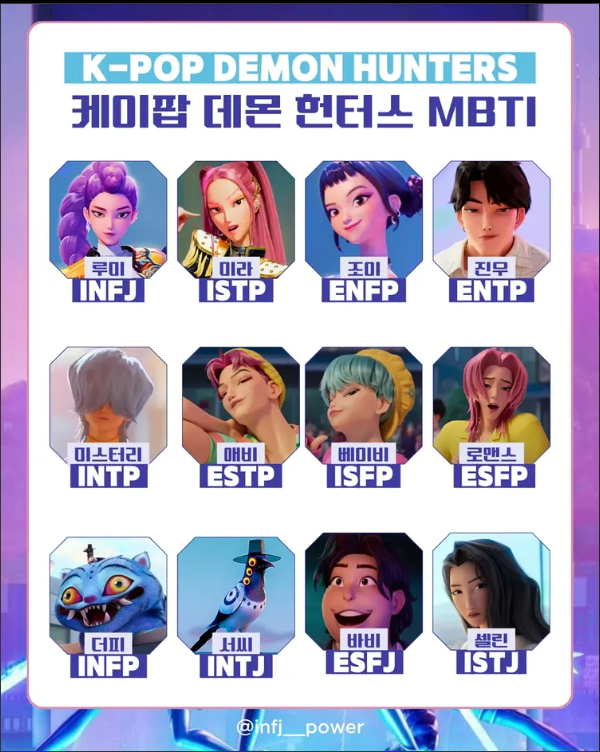 K-POP DEMON HUNTERS
케이팝 데몬 헌터스 MBTI
루미 미라 조이 진우
INFJ ISTP ENFP ENTP
미스터리 애비 베이비 로맨스
INTP ESTP ISFP ESFP
더피 서씨 바비 셀린
INFP INTJ ESFJ ISTJ
@infj__power